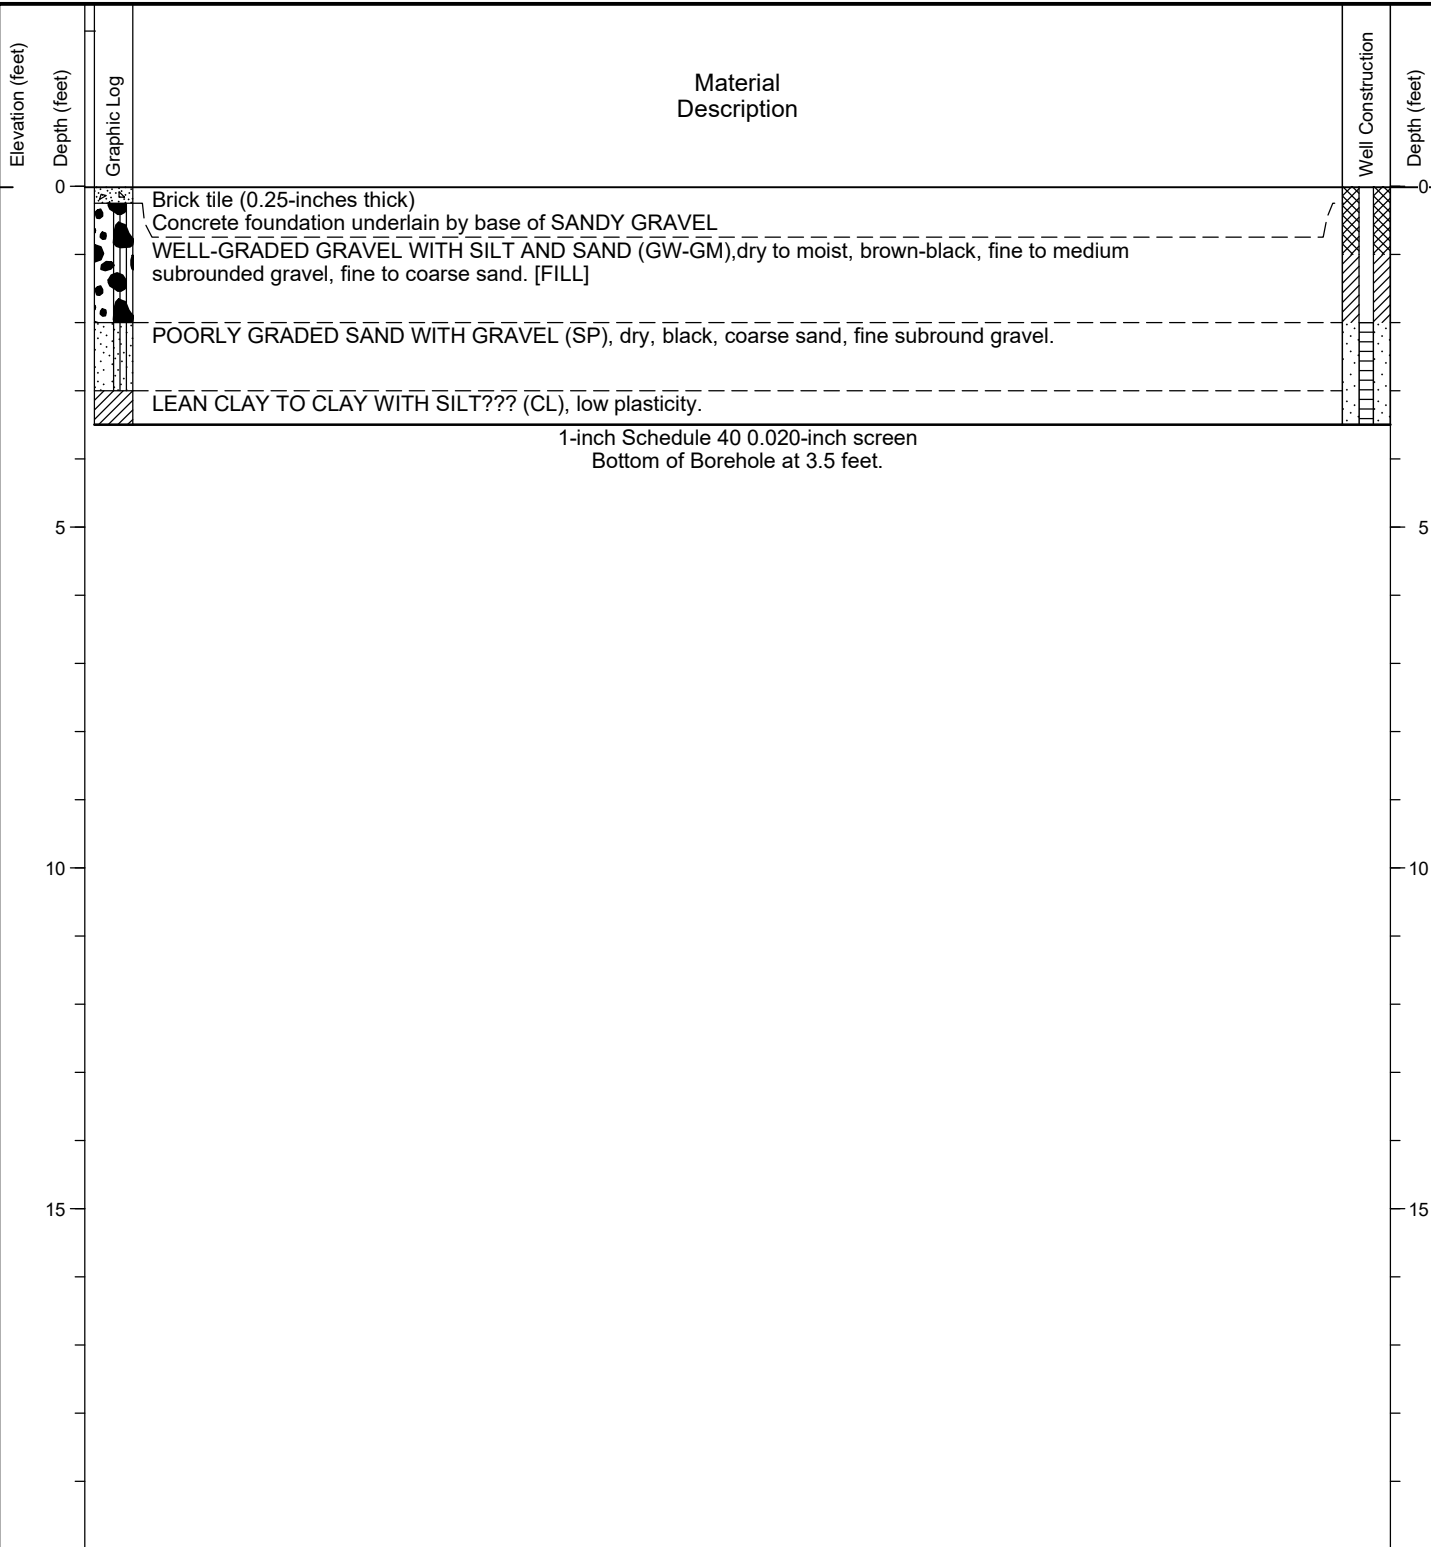 Elevation (feet)
Depth (feet)
Graphic Log
Material
Description
Well Construction
Depth (feet)
0
0
Brick tile (0.25-inches thick)
Concrete foundation underlain by base of SANDY GRAVEL
WELL-GRADED GRAVEL WITH SILT AND SAND (GW-GM),dry to moist, brown-black, fine to medium
subrounded gravel, fine to coarse sand. [FILL]
POORLY GRADED SAND WITH GRAVEL (SP), dry, black, coarse sand, fine subround gravel.
LEAN CLAY TO CLAY WITH SILT??? (CL), low plasticity.
1-inch Schedule 40 0.020-inch screen
Bottom of Borehole at 3.5 feet.
5
5
10
10
15
15